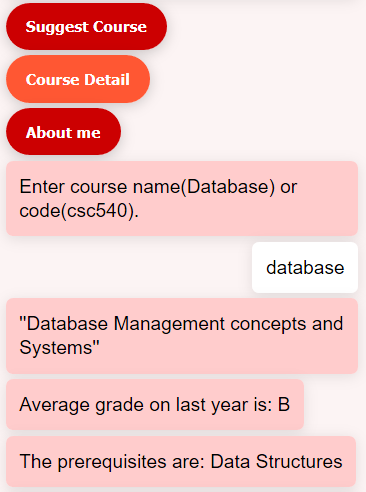 Suggest Course
Course Detail
About me
Enter course name(Database) or
code(csc540).
database
"Database Management concepts and
Systems"
Average grade on last year is: B
The prerequisites are: Data Structures